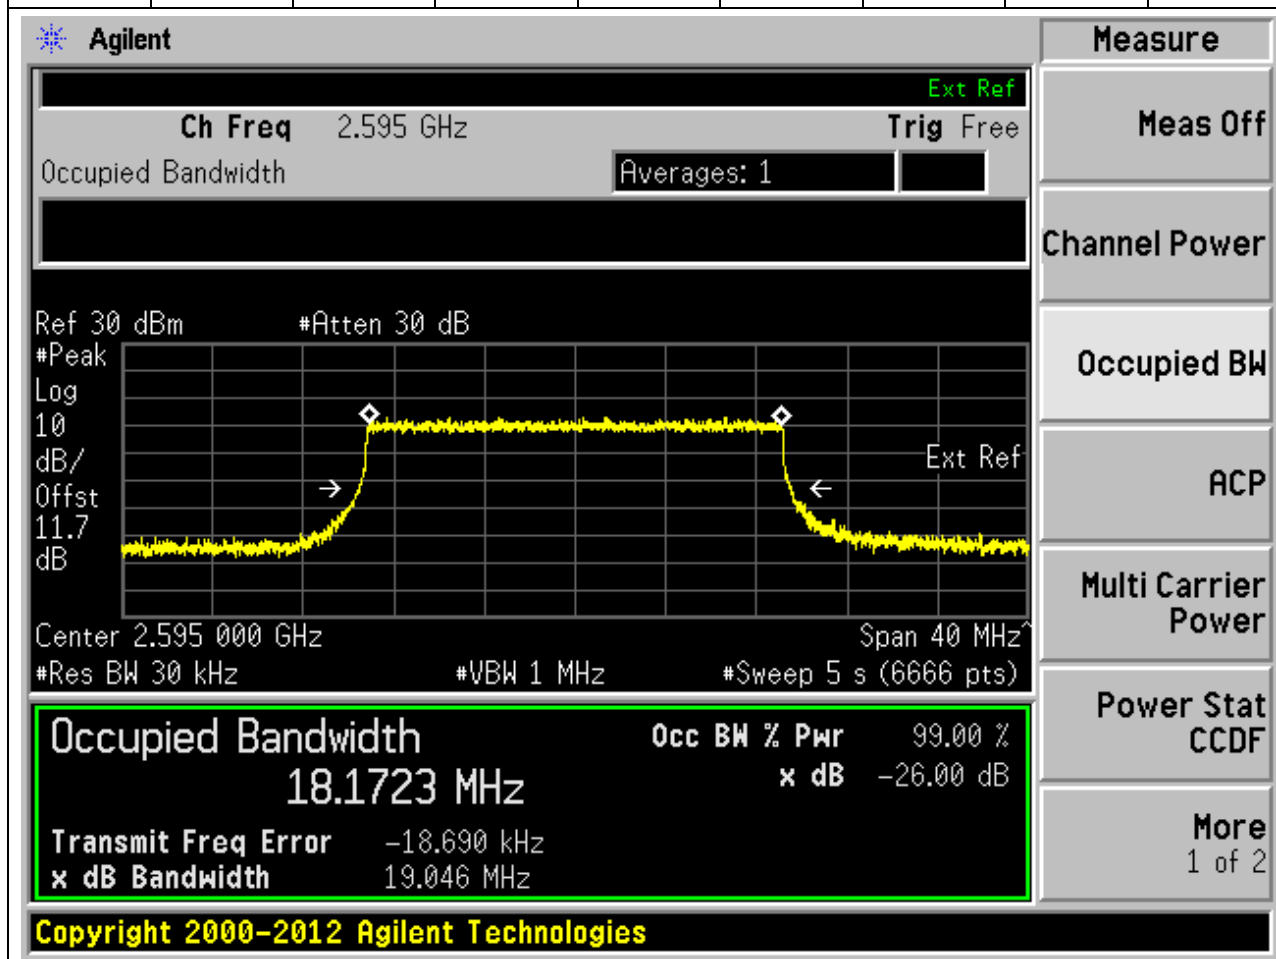 Agilent
Measure
Ext Ref
Ch Freq 2.595 GHz Trig Free
Occupied Bandwidth Averages: 1
Ref 30 dBm #Atten 30 dB
#Peak
Log
10
dB/
Offst
11.7
dB
Ext Ref
Center 2.595 000 GHz Span 40 MHz^
#Res BW 30 kHz #VBW 1 MHz #Sweep 5 s (6666 pts)
Occupied Bandwidth Occ BW % Pwr 99.00 %
18.1723 MHz x dB -26.00 dB
Transmit Freq Error -18.690 kHz
x dB Bandwidth 19.046 MHz
Copyright 2000-2012 Agilent Technologies
Meas Off
Channel Power
Occupied BW
ACP
Multi Carrier
Power
Power Stat
CCDF
More
1 of 2